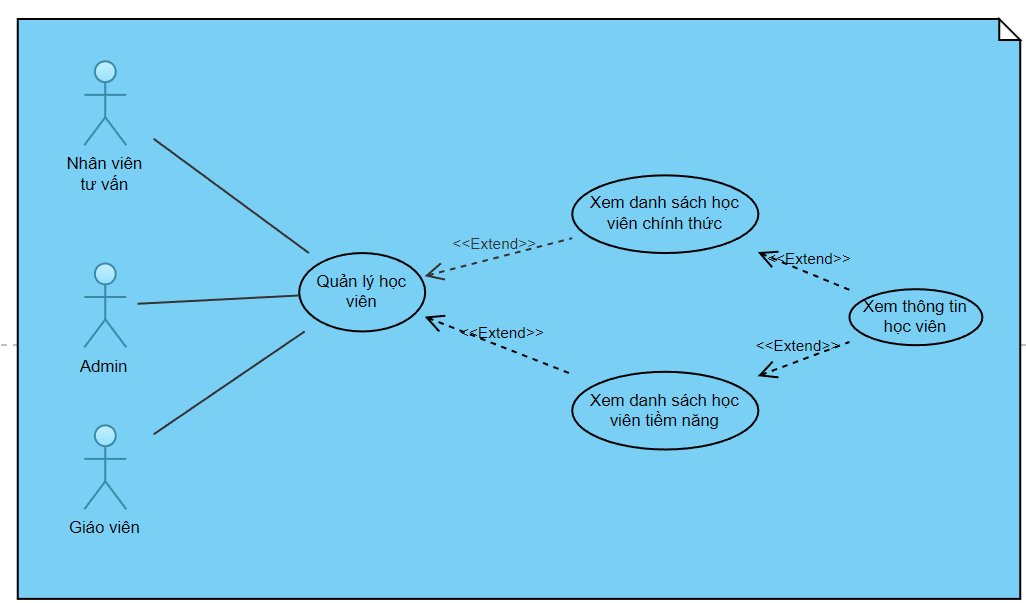 Nhân viên
tư vấn
Admin
Giáo viên
Quản lý học
viên
<<Extend>>
<<Extend>>
Xem danh sách học
viên chính thức
Xem danh sách học
viên tiềm năng
<<Extend>>
<<Extend>>
Xem thông tin
học viên